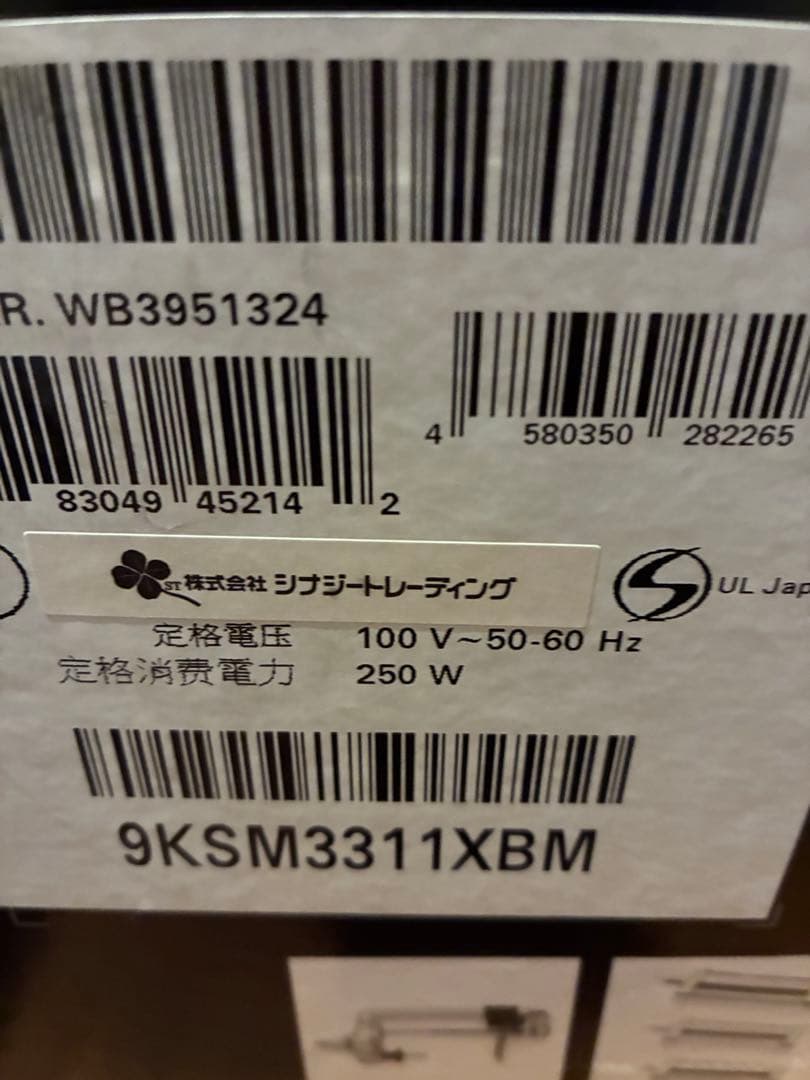 R. WB3951324
4 580350 282265
83049 45214 2
ST 株式会社 シナジートレーディング
UL Jap
定格電圧 100 V~50-60 Hz
定格消費電力 250 W
9KSM3311XBM